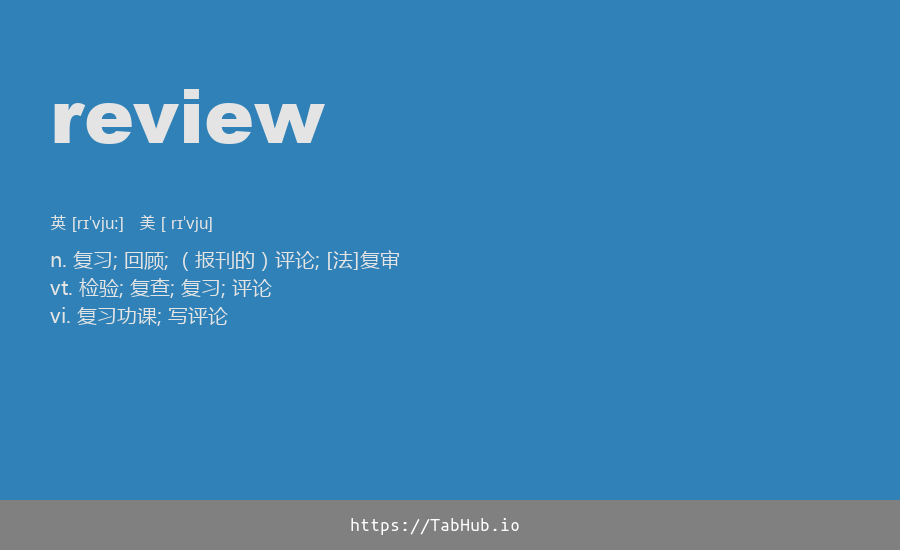 review
英 [rɪˈvjuː] 美 [ rɪˈvju]
n. 复习; 回顾; （报刊的）评论; [法]复审
vt. 检验; 复查; 复习; 评论
vi. 复习功课; 写评论
https://TabHub.io